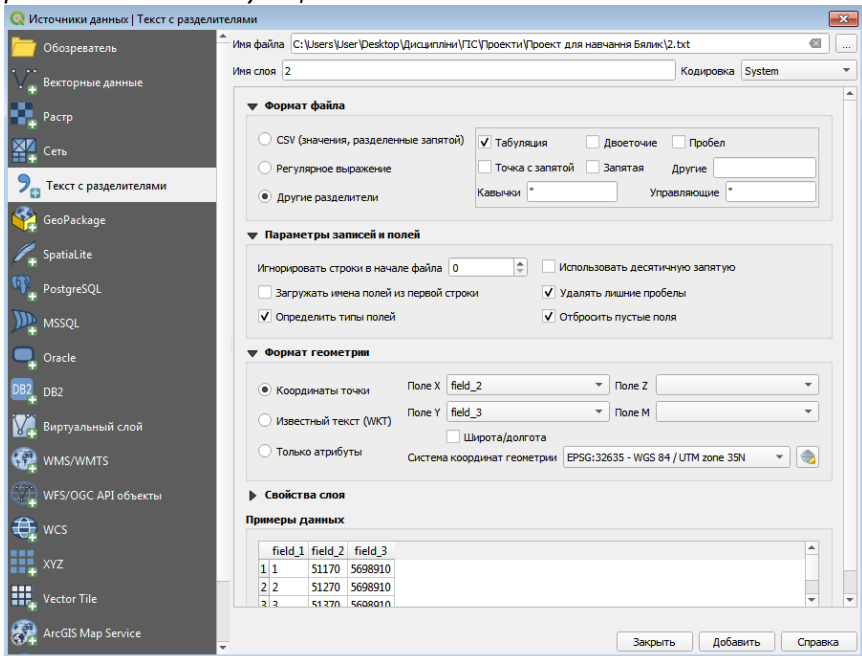 Источники данных | Текст с разделителями
Обозреватель
Векторные данные
Растр
Сеть
Текст с разделителями
GeoPackage
SpatiaLite
PostgreSQL
MSSQL
Oracle
DB2
DB2
Виртуальный слой
WMS/WMTS
WFS/OGC API объекты
WCS
XYZ
Vector Tile
ArcGIS Map Service
Имя файла C:\Users\User\Desktop\Дисципліни\ГІС\Проекти\Проект для навчання Бялик\2.txt ...
Имя слоя 2 Кодировка System
Формат файла
CSV (значения, разделенные запятой) Табуляция Двоеточие Пробел
Регулярное выражение Точка с запятой Запятая Другие
Другие разделители Кавычки " Управляющие "
Параметры записей и полей
Игнорировать строки в начале файла 0 Использовать десятичную запятую
Загружать имена полей из первой строки Удалять лишние пробелы
Определить типы полей Отбросить пустые поля
Формат геометрии
Координаты точки Поле X field_2 Поле Z
Известный текст (WKT) Поле Y field_3 Поле M
Широта/долгота
Только атрибуты Система координат геометрии EPSG:32635 - WGS 84 / UTM zone 35N
Свойства слоя
Примеры данных
field_1 field_2 field_3
1 1 51170 5698910
2 2 51270 5698910
3 3 51370 5698910
Закрыть Добавить Справка